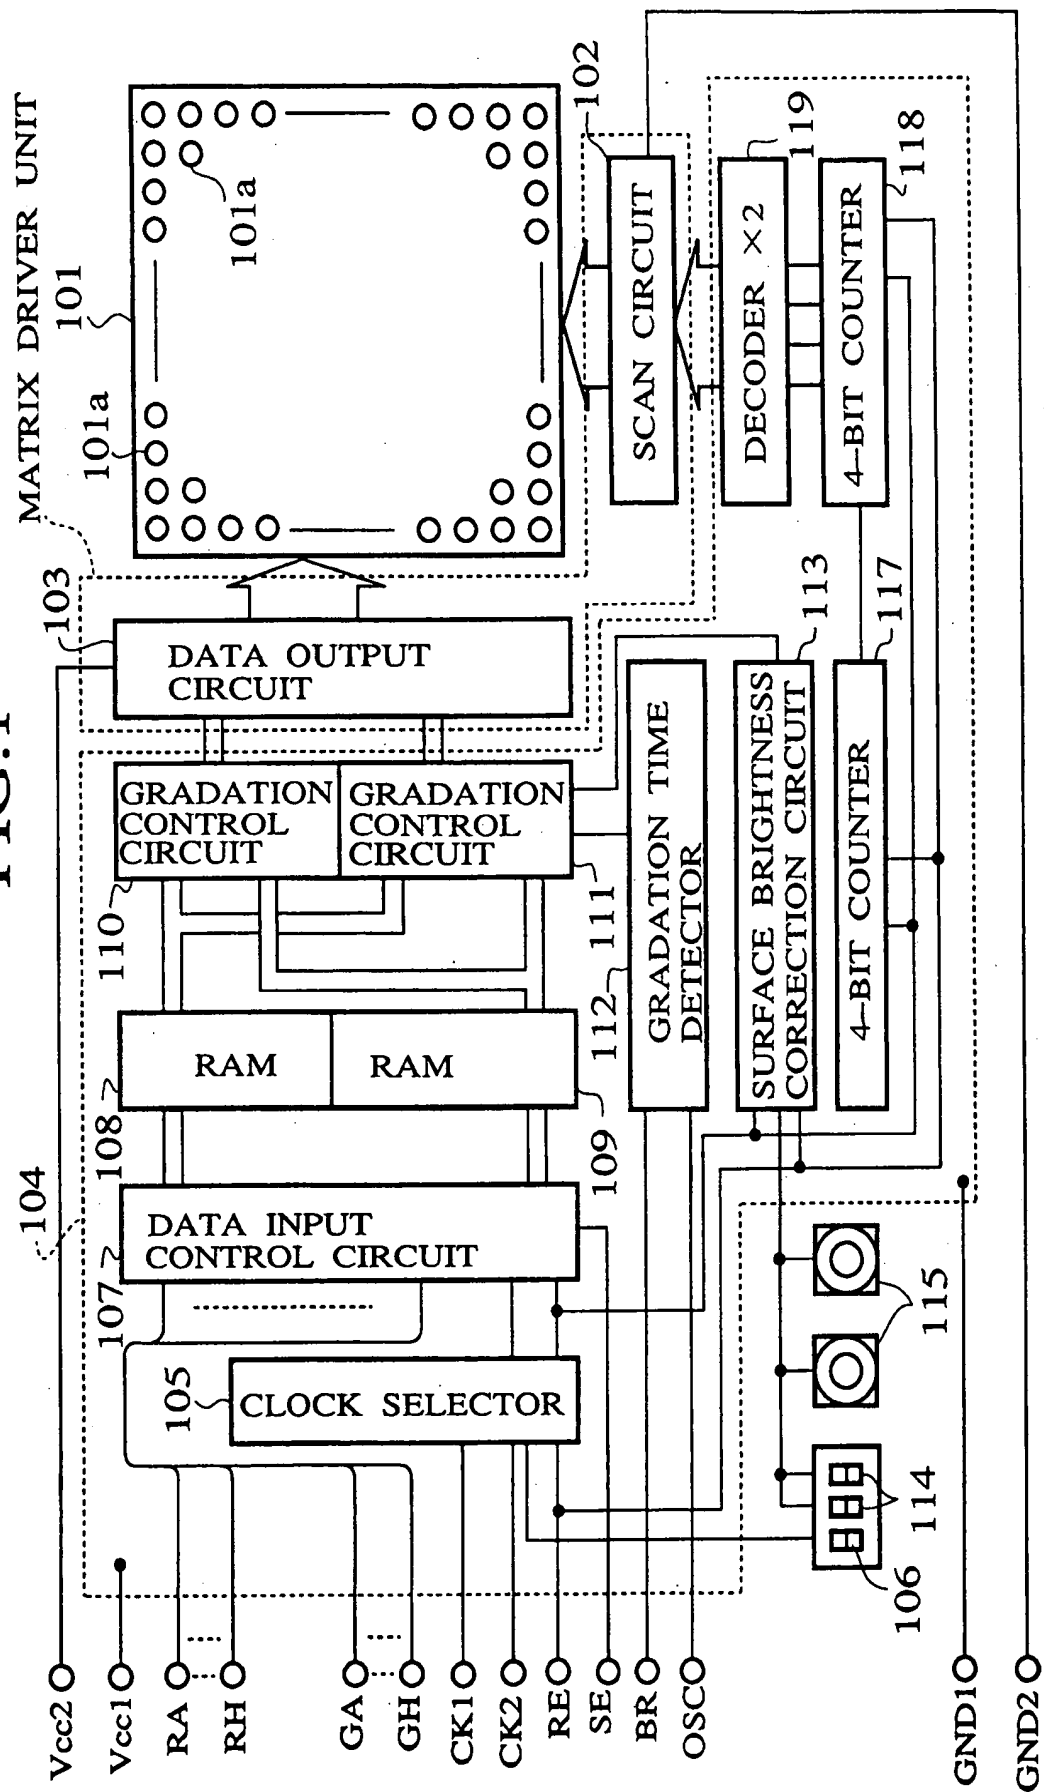 FIG.1
MATRIX DRIVER UNIT
101
101a
101a
102
103
104
DATA OUTPUT
CIRCUIT
SCAN CIRCUIT
119
DECODER ×2
118
4-BIT COUNTER
GRADATION
CONTROL
CIRCUIT
110
GRADATION
CONTROL
CIRCUIT
111
112
GRADATION TIME
DETECTOR
113
SURFACE BRIGHTNESS
CORRECTION CIRCUIT
117
4-BIT COUNTER
RAM
108
RAM
109
107
DATA INPUT
CONTROL CIRCUIT
105
CLOCK SELECTOR
115
114
106
Vcc2
Vcc1
RA
RH
GA
GH
CK1
CK2
RE
SE
BR
OSC
GND1
GND2